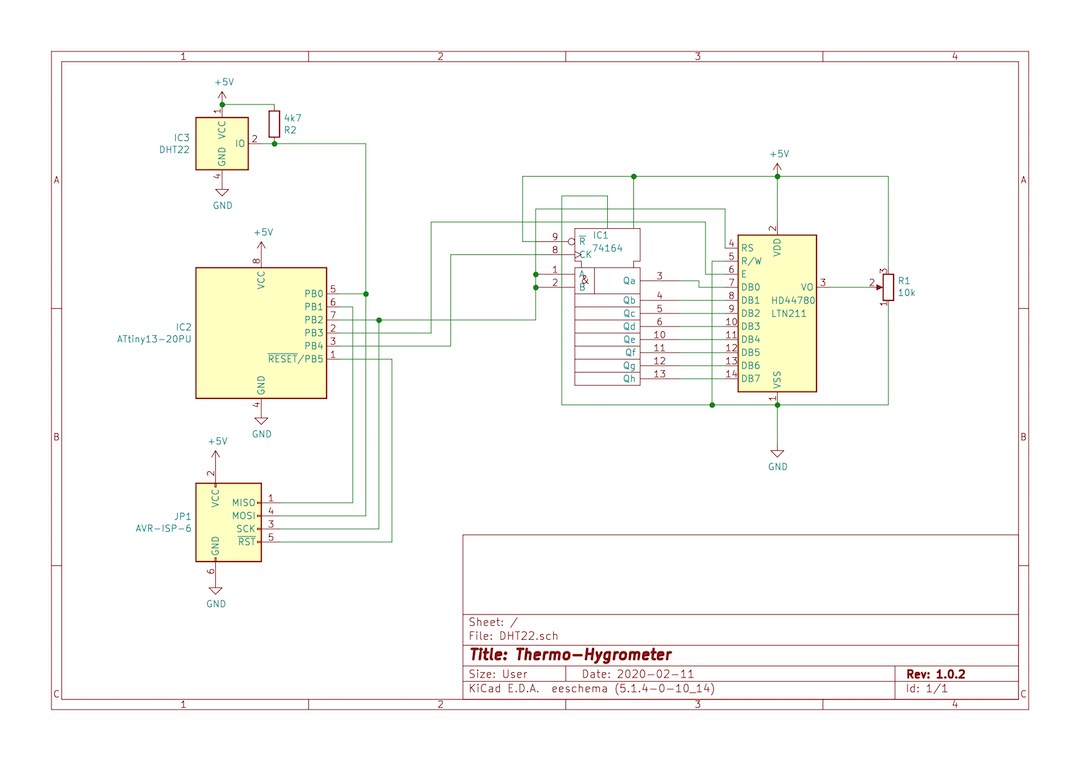 1 2 3 4
A
B
C
A
B
C
1 2 3 4
+5V
1
VCC
GND
IO
2
4
GND
IC3
DHT22
4k7
R2
+5V
8
VCC
GND
4
GND
IC2
ATtiny13-20PU
PB0 5
PB1 6
PB2 7
PB3 2
PB4 3
RESET/PB5 1
+5V
2
VCC
GND
6
GND
JP1
AVR-ISP-6
MISO 1
MOSI 4
SCK 3
RST 5
IC1
74164
9 R
8 CK
1 A
&
2 B
Qa 3
Qb 4
Qc 5
Qd 6
Qe 10
Qf 11
Qg 12
Qh 13
+5V
2
VDD
4 RS
5 R/W
6 E
7 DB0
8 DB1
9 DB2
10 DB3
11 DB4
12 DB5
13 DB6
14 DB7
VO 3
HD44780
LTN211
VSS
1
GND
3
2
1
R1
10k
Sheet: /
File: DHT22.sch
Title: Thermo-Hygrometer
Size: User Date: 2020-02-11 Rev: 1.0.2
KiCad E.D.A. eeschema (5.1.4-0-10_14) Id: 1/1